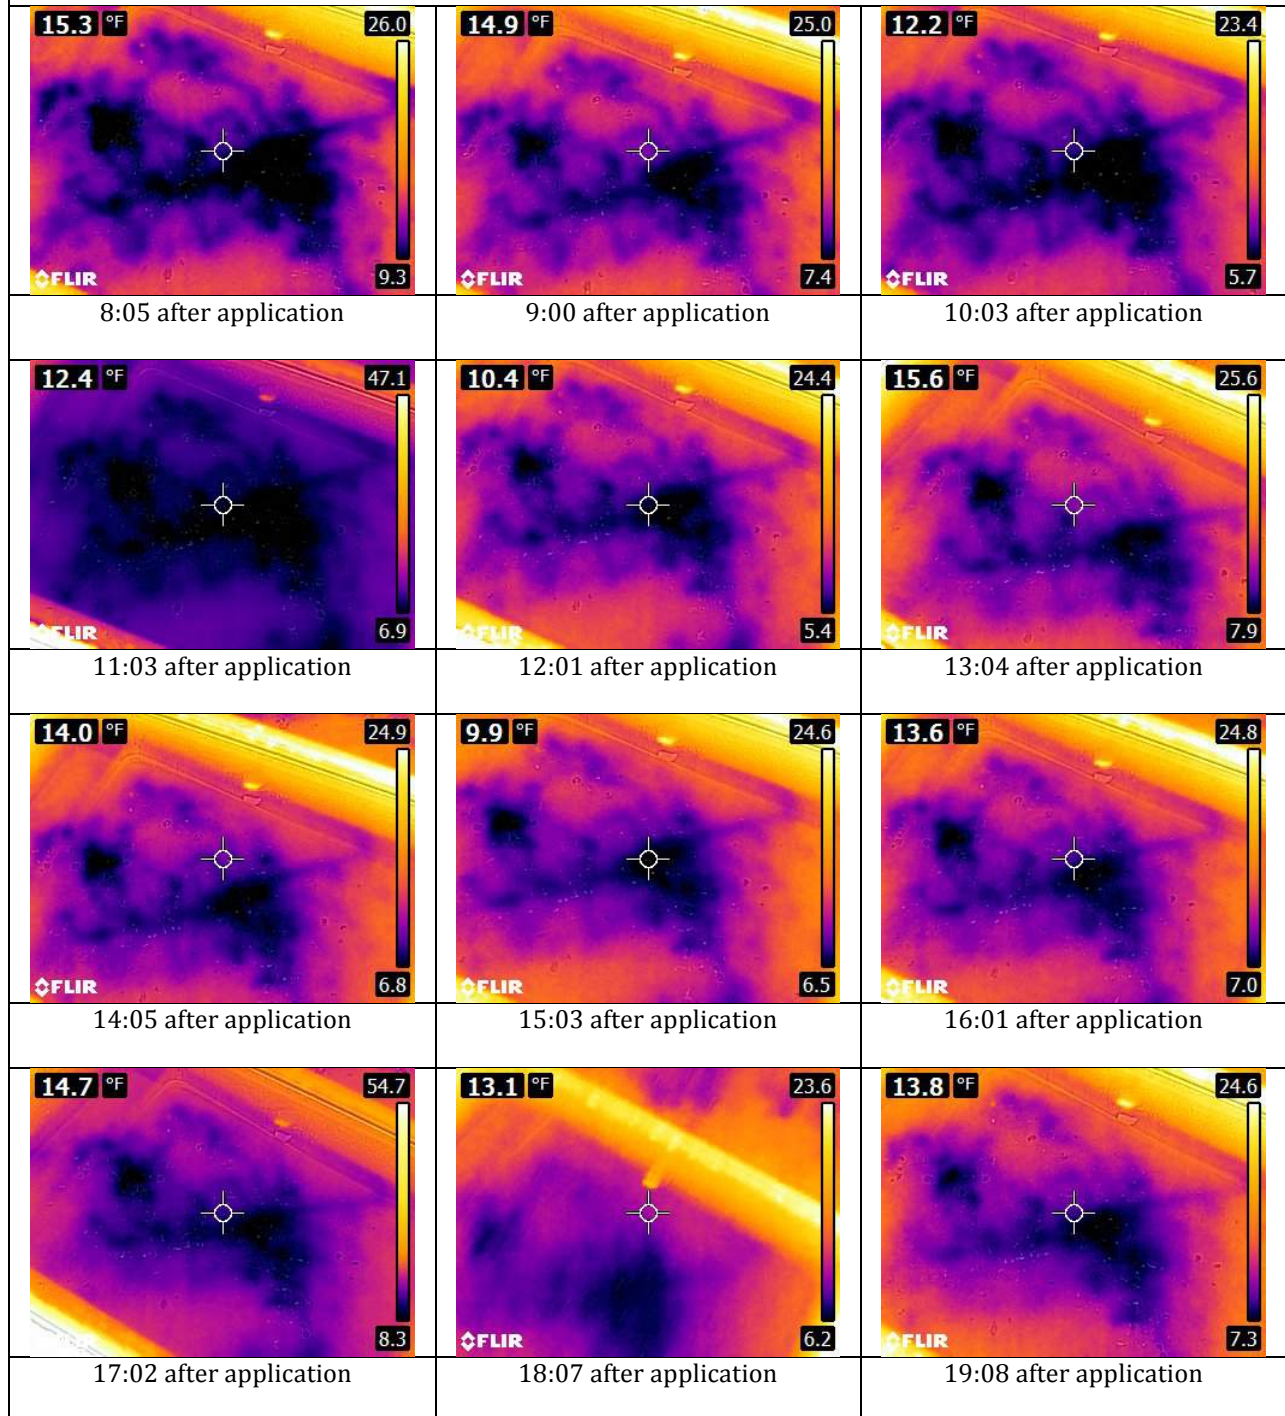 15.3 °F 26.0
FLIR 9.3
8:05 after application
14.9 °F 25.0
FLIR 7.4
9:00 after application
12.2 °F 23.4
FLIR 5.7
10:03 after application
12.4 °F 47.1
FLIR 6.9
11:03 after application
10.4 °F 24.4
FLIR 5.4
12:01 after application
15.6 °F 25.6
FLIR 7.9
13:04 after application
14.0 °F 24.9
FLIR 6.8
14:05 after application
9.9 °F 24.6
FLIR 6.5
15:03 after application
13.6 °F 24.8
FLIR 7.0
16:01 after application
14.7 °F 54.7
8.3
17:02 after application
13.1 °F 23.6
FLIR 6.2
18:07 after application
13.8 °F 24.6
FLIR 7.3
19:08 after application